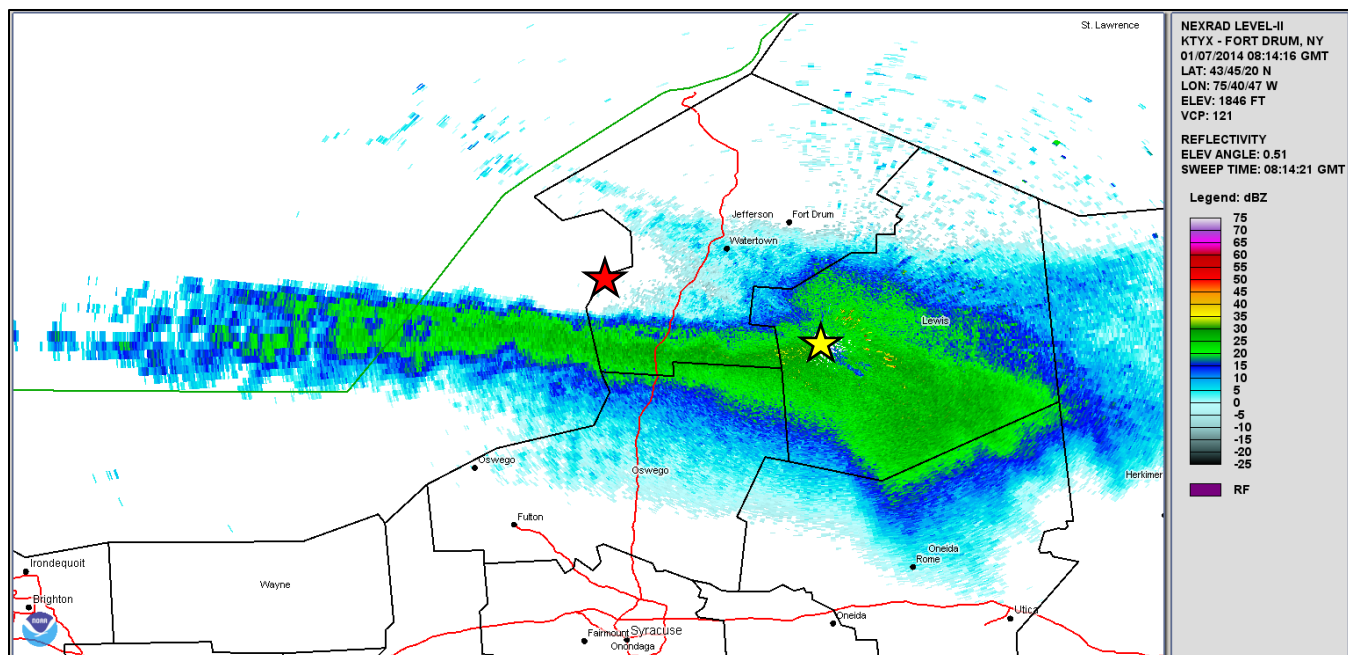 St. Lawrence
Jefferson
Fort Drum
Watertown
Lewis
Oswego
Oswego
Herkimer
Fulton
Oneida
Rome
Irondequoit
Wayne
Brighton
Utica
Oneida
Syracuse
Fairmount
Onondaga
NOAA
NEXRAD LEVEL-II
KTYX - FORT DRUM, NY
01/07/2014 08:14:16 GMT
LAT: 43/45/20 N
LON: 75/40/47 W
ELEV: 1846 FT
VCP: 121
REFLECTIVITY
ELEV ANGLE: 0.51
SWEEP TIME: 08:14:21 GMT
Legend: dBZ
75
70
65
60
55
50
45
40
35
30
25
20
15
10
5
0
-5
-10
-15
-20
-25
RF